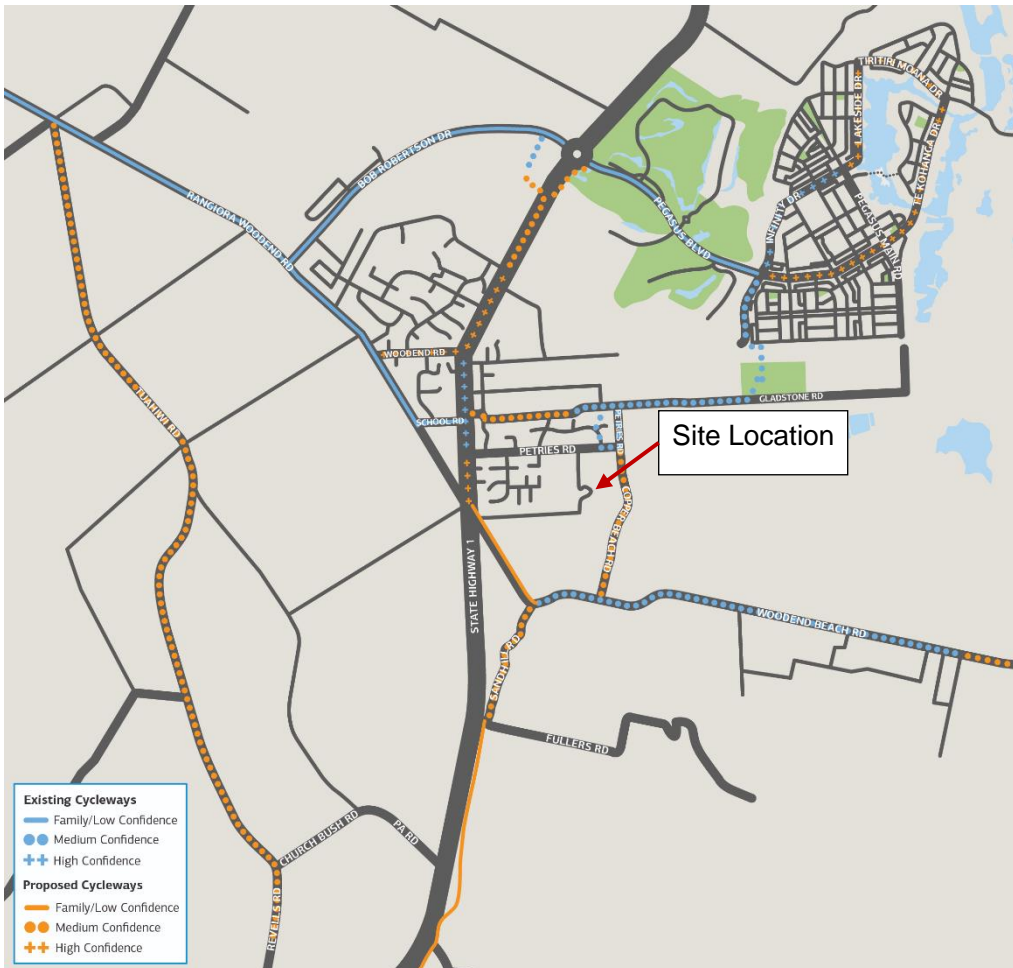 TIRITIRI MOANA DR
LAKESIDE DR
BOB ROBERTSON DR
TE KOHANGA DR
RANGIORA WOODEND RD
PEGASUS BLVD
INFINITY DR
PEGASUS MAIN RD
WOODEND RD
GLADSTONE RD
SCHOOL RD
PETRIES RD
PETRIES RD
Site Location
TUAHIWI RD
COPPER BEACH RD
STATE HIGHWAY 1
WOODEND BEACH RD
SANDHILL RD
FULLERS RD
CHURCH BUSH RD
PA RD
REVELLS RD
Existing Cycleways
Family/Low Confidence
Medium Confidence
High Confidence
Proposed Cycleways
Family/Low Confidence
Medium Confidence
High Confidence